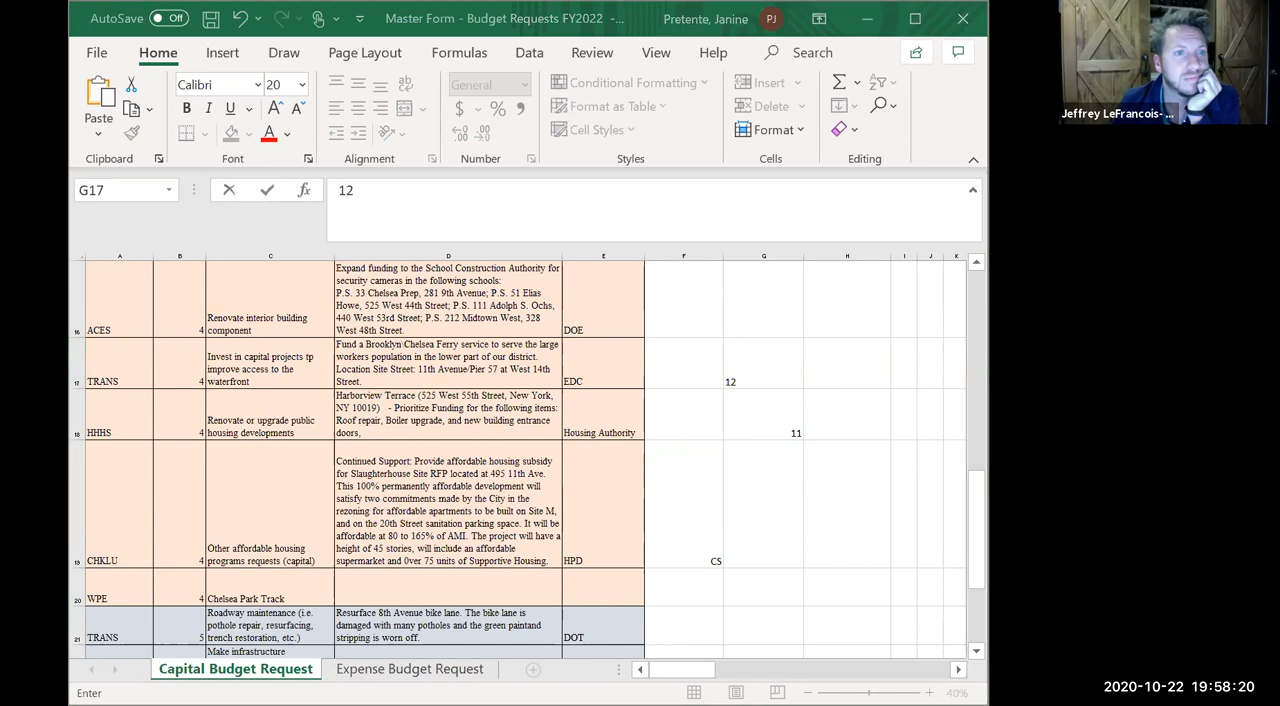 AutoSave Off Master Form - Budget Requests FY2022 -... Pretente, Janine PJ
File Home Insert Draw Page Layout Formulas Data Review View Help Search
Paste
Calibri 20
B I U A A
A
General
$ % 9
Conditional Formatting
Format as Table
Cell Styles
Insert
Delete
Format
Clipboard Font Alignment Number Styles Cells Editing
G17 fx 12
A B C D E F G H I J K
16 ACES 4 Renovate interior building
component
Expand funding to the School Construction Authority for
security cameras in the following schools:
P.S. 33 Chelsea Prep, 281 9th Avenue; P.S. 51 Elias
Howe, 525 West 44th Street; P.S. 111 Adolph S. Ochs,
440 West 53rd Street; P.S. 212 Midtown West, 328
West 48th Street.
DOE
17 TRANS 4 Invest in capital projects tp
improve access to the
waterfront
Fund a Brooklyn\Chelsea Ferry service to serve the large
workers population in the lower part of our district.
Location Site Street: 11th Avenue/Pier 57 at West 14th
Street.
EDC 12
18 HHHS 4 Renovate or upgrade public
housing developments
Harborview Terrace (525 West 55th Street, New York,
NY 10019) - Prioritize Funding for the following items:
Roof repair, Boiler upgrade, and new building entrance
doors,
Housing Authority 11
19 CHKLU 4 Other affordable housing
programs requests (capital)
Continued Support: Provide affordable housing subsidy
for Slaughterhouse Site RFP located at 495 11th Ave.
This 100% permanently affordable development will
satisfy two commitments made by the City in the
rezoning for affordable apartments to be built on Site M,
and on the 20th Street sanitation parking space. It will be
affordable at 80 to 165% of AMI. The project will have a
height of 45 stories, will include an affordable
supermarket and 0ver 75 units of Supportive Housing.
HPD CS
20 WPE 4 Chelsea Park Track
21 TRANS 5 Roadway maintenance (i.e.
pothole repair, resurfacing,
trench restoration, etc.)
Resurface 8th Avenue bike lane. The bike lane is
damaged with many potholes and the green paintand
stripping is worn off.
DOT
Make infrastructure
Capital Budget Request Expense Budget Request
Enter 40%
Jeffrey LeFrancois- ...
2020-10-22 19:58:20